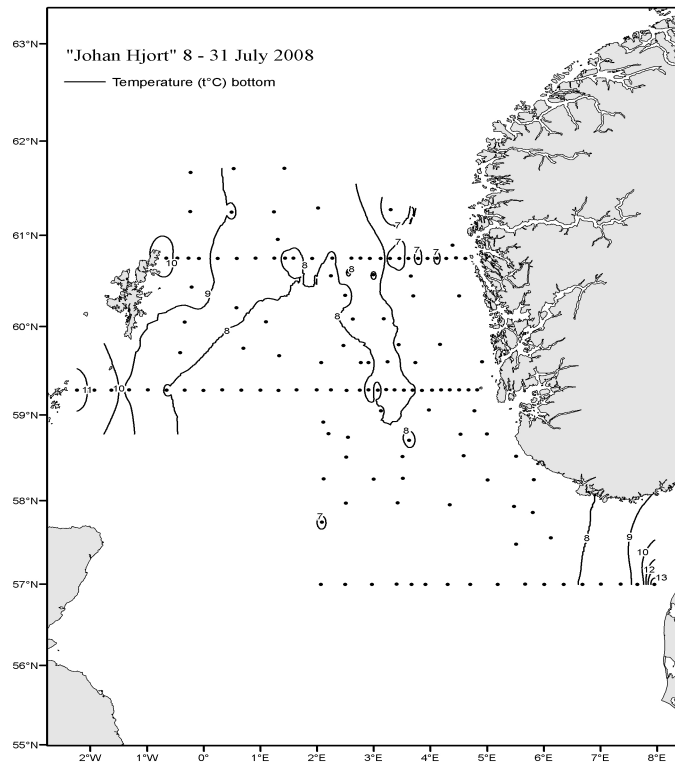 63°N
"Johan Hjort" 8 - 31 July 2008
Temperature (t°C) bottom
62°N
7
61°N
10 8 7 7 7
8
9
60°N
8 8
11 10
59°N
8
58°N
7
8 9
10
57°N
12
13
56°N
55°N
2°W 1°W 0° 1°E 2°E 3°E 4°E 5°E 6°E 7°E 8°E